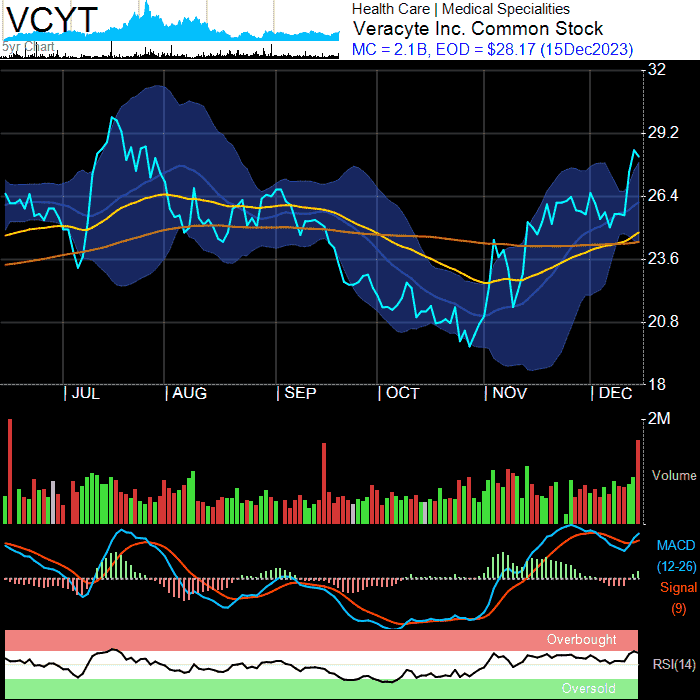 VCYT
5yr Chart
Health Care | Medical Specialities
Veracyte Inc. Common Stock
MC = 2.1B, EOD = $28.17 (15Dec2023)
32
29.2
26.4
23.6
20.8
18
| JUL | AUG | SEP | OCT | NOV | DEC
2M
Volume
MACD
(12-26)
Signal
(9)
Overbought
RSI(14)
Oversold